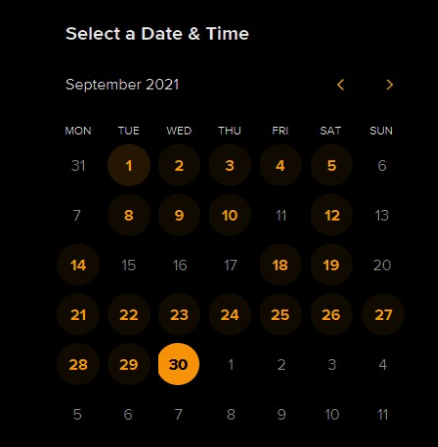 Select a Date & Time
September 2021
MON TUE WED THU FRI SAT SUN
31 1 2 3 4 5 6
7 8 9 10 11 12 13
14 15 16 17 18 19 20
21 22 23 24 25 26 27
28 29 30 1 2 3 4
5 6 7 8 9 10 11